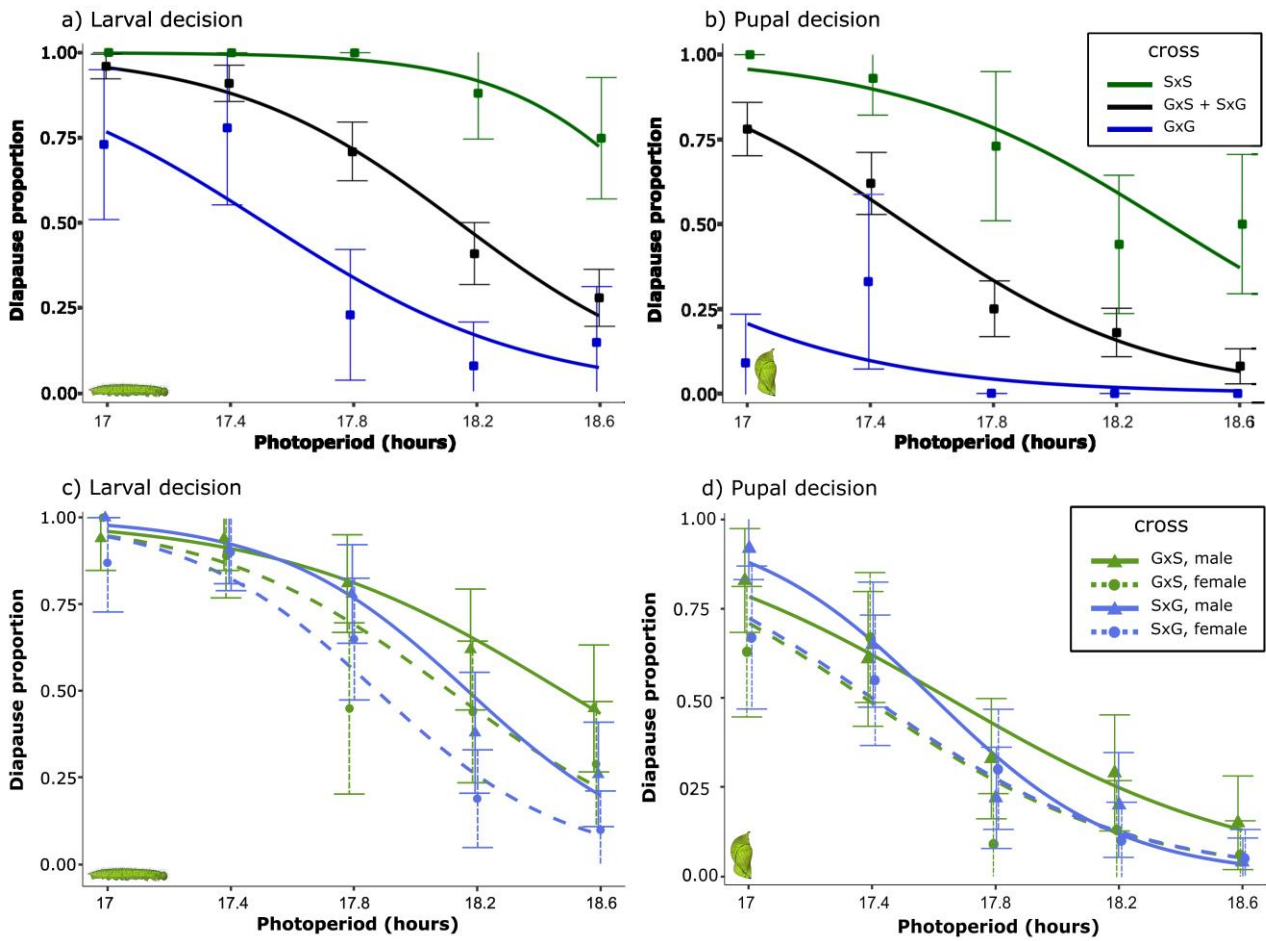 a) Larval decision
Diapause proportion
1.00
0.75
0.50
0.25
0.00
17
17.4
17.8
18.2
18.6
Photoperiod (hours)
b) Pupal decision
Diapause proportion
1.00
0.75
0.50
0.25
0.00
17
17.4
17.8
18.2
18.6
Photoperiod (hours)
cross
SxS
GxS + SxG
GxG
c) Larval decision
Diapause proportion
1.00
0.75
0.50
0.25
0.00
17
17.4
17.8
18.2
18.6
Photoperiod (hours)
d) Pupal decision
Diapause proportion
1.00
0.75
0.50
0.25
0.00
17
17.4
17.8
18.2
18.6
Photoperiod (hours)
cross
GxS, male
GxS, female
SxG, male
SxG, female